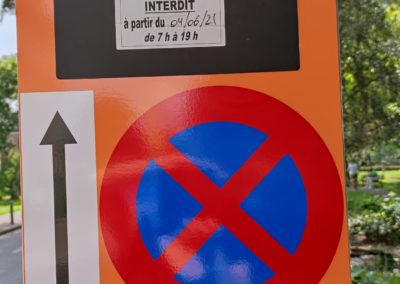 INTERDIT
à partir du 04/06/21
de 7 h à 19 h